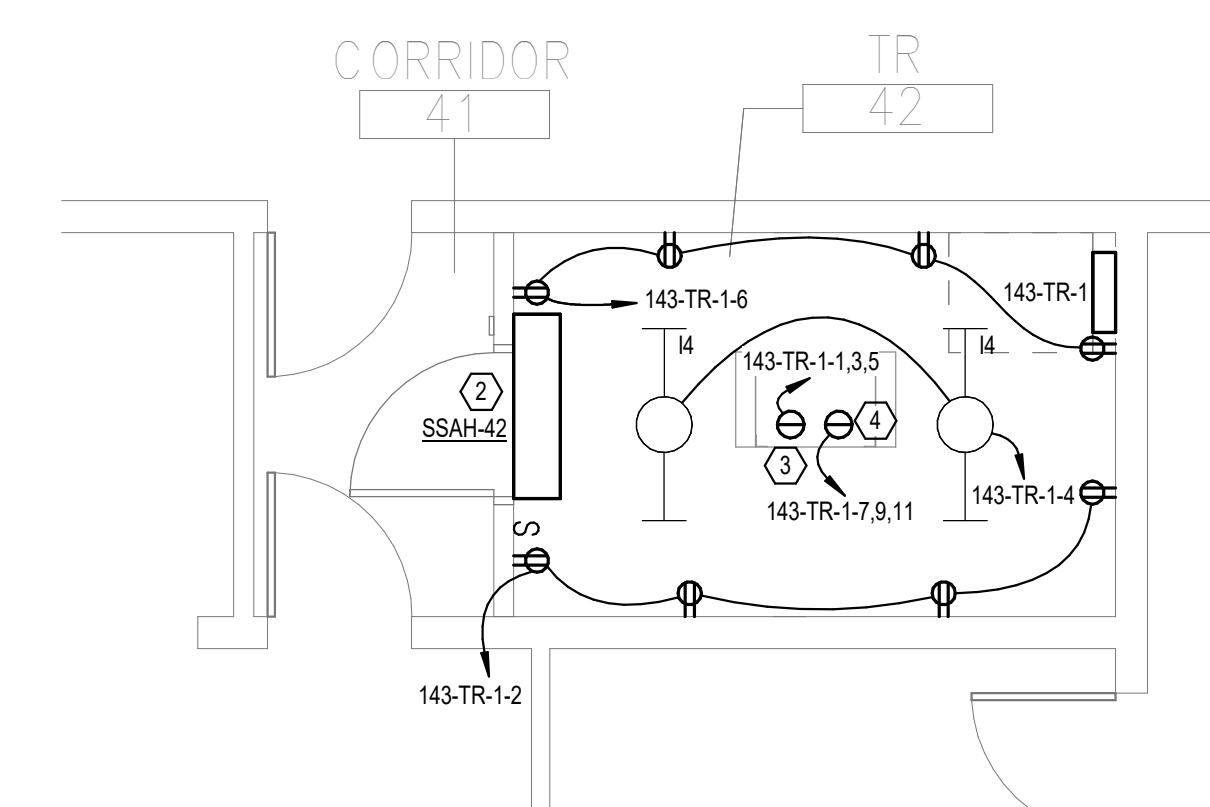 CORRIDOR
41
TR
42
143-TR-1
143-TR-1-6
I4
I4
143-TR-1-1,3,5
2
SSAH-42
4
3
143-TR-1-4
143-TR-1-7,9,11
S
143-TR-1-2